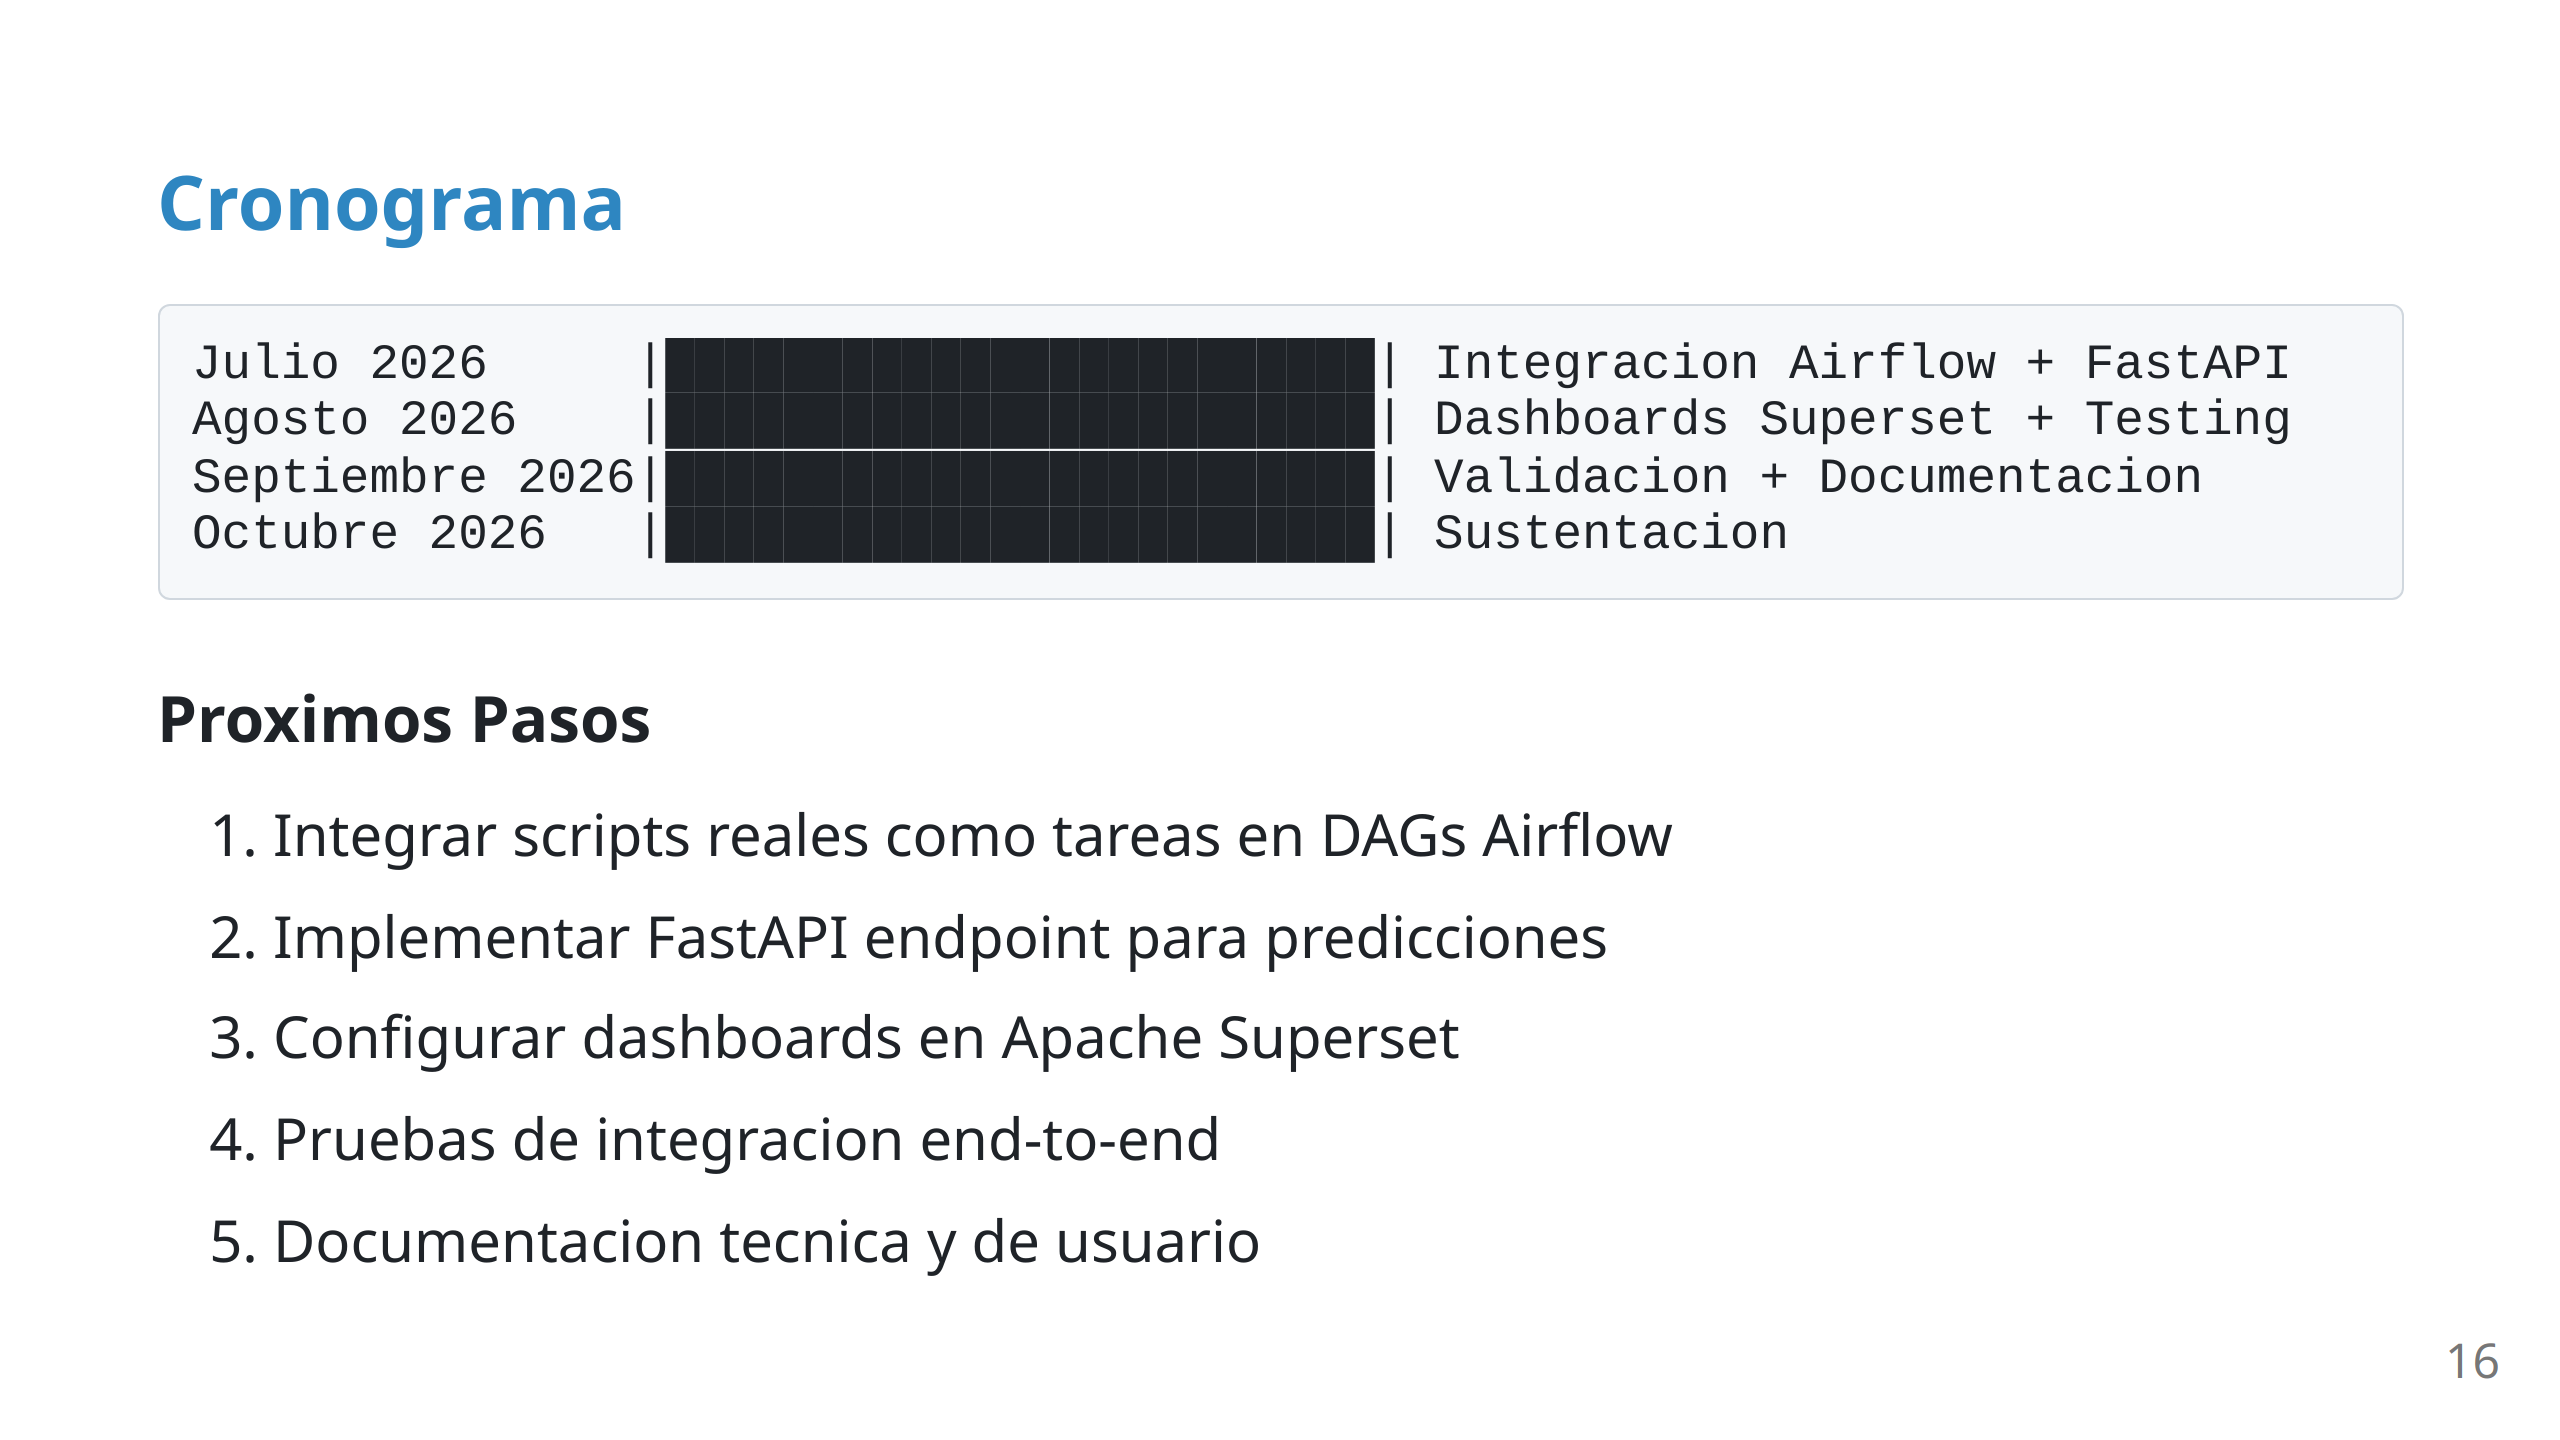 Cronograma
Julio 2026     |████████████████████████| Integracion Airflow + FastAPI
Agosto 2026    |████████████████████████| Dashboards Superset + Testing
Septiembre 2026|████████████████████████| Validacion + Documentacion
Octubre 2026   |████████████████████████| Sustentacion
Proximos Pasos
1. Integrar scripts reales como tareas en DAGs Airflow
2. Implementar FastAPI endpoint para predicciones
3. Configurar dashboards en Apache Superset
4. Pruebas de integracion end-to-end
5. Documentacion tecnica y de usuario
16